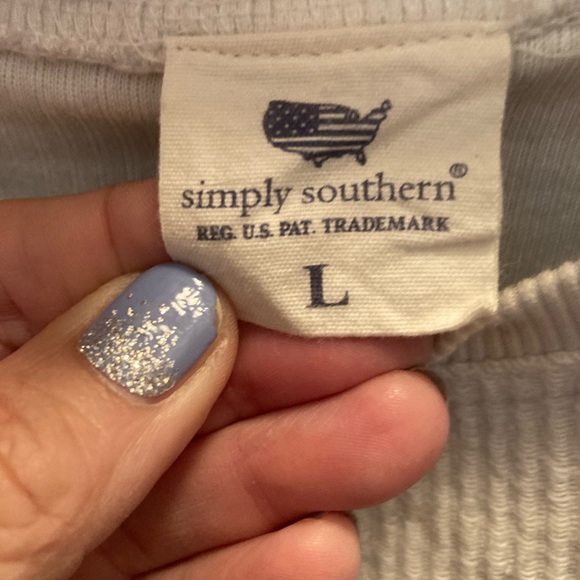 simply southern®
REG. U.S. PAT. TRADEMARK
L